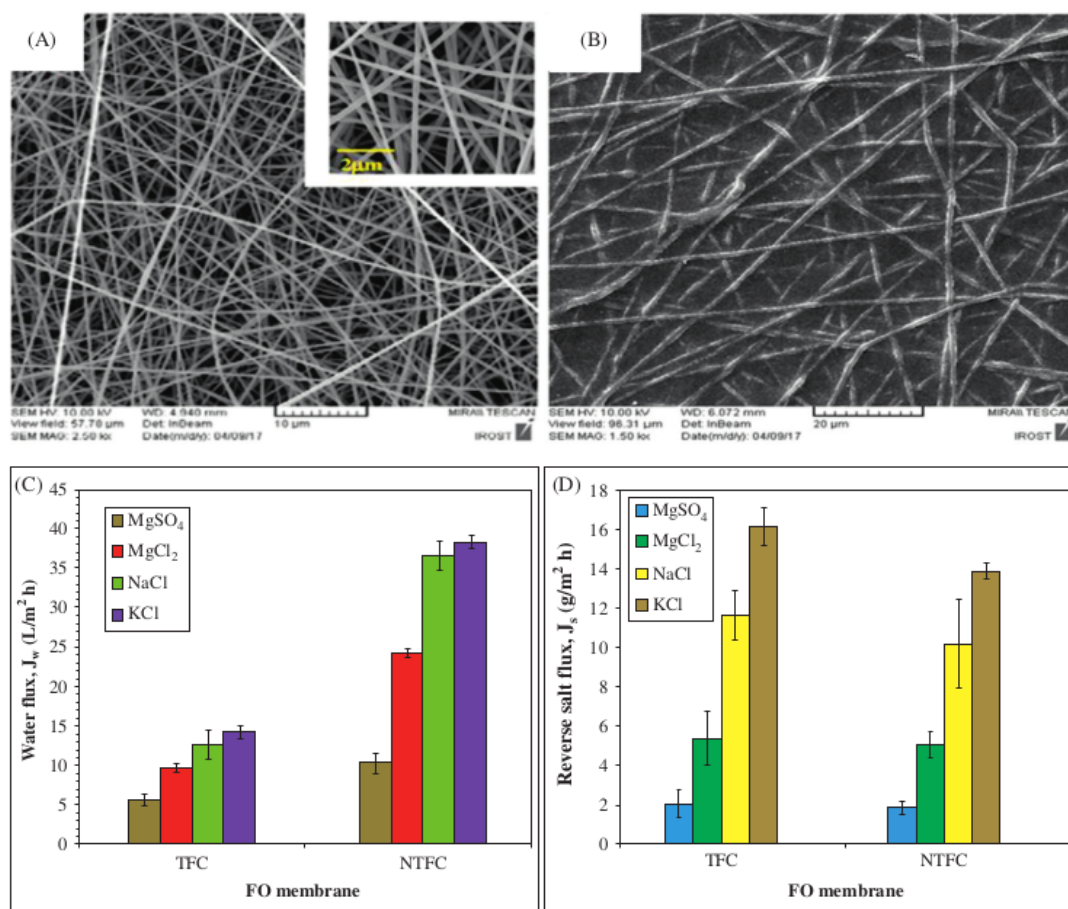 (A)
2μm
SEM HV: 10.00 kV WD: 4.940 mm MIRAII TESCAN
View field: 57.78 μm Det: InBeam 10 μm
SEM MAG: 2.50 kx Date(m/d/y): 04/09/17 IROST
(B)
SEM HV: 10.00 kV WD: 6.072 mm MIRAII TESCAN
View field: 96.31 μm Det: InBeam 20 μm
SEM MAG: 1.50 kx Date(m/d/y): 04/09/17 IROST
(C)
Water flux, J_w (L/m² h)
45
40
35
30
25
20
15
10
5
0
MgSO₄
MgCl₂
NaCl
KCl
TFC NTFC
FO membrane
(D)
Reverse salt flux, Jₛ (g/m² h)
18
16
14
12
10
8
6
4
2
0
MgSO₄
MgCl₂
NaCl
KCl
TFC NTFC
FO membrane